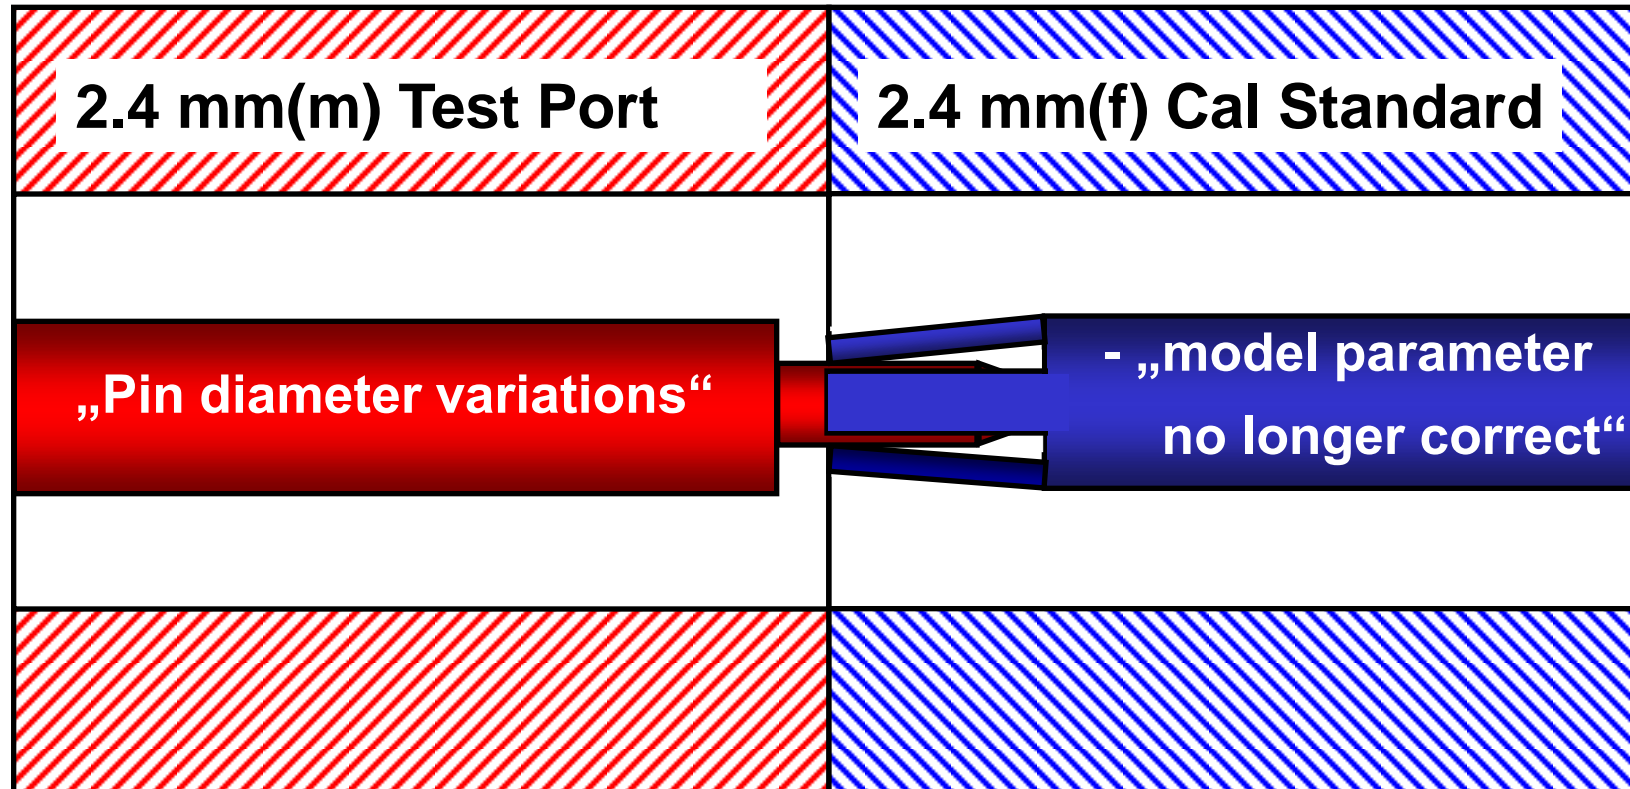 2.4 mm(m) Test Port
2.4 mm(f) Cal Standard
„Pin diameter variations“
- „model parameter
no longer correct“